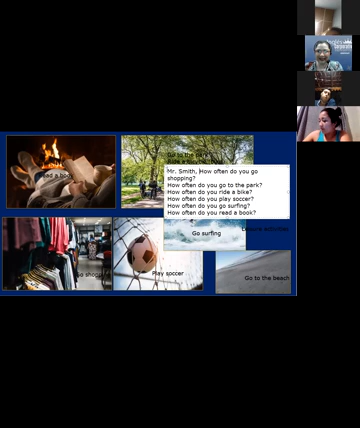 Go to the park
Ride a bicycle
Read a book
Mr. Smith, How often do you go
shopping?
How often do you go to the park?
How often do you ride a bike?
How often do you play soccer?
How often do you go surfing?
How often do you read a book?
Go surfing
activities
Go shopping
Play soccer
Go to the beach